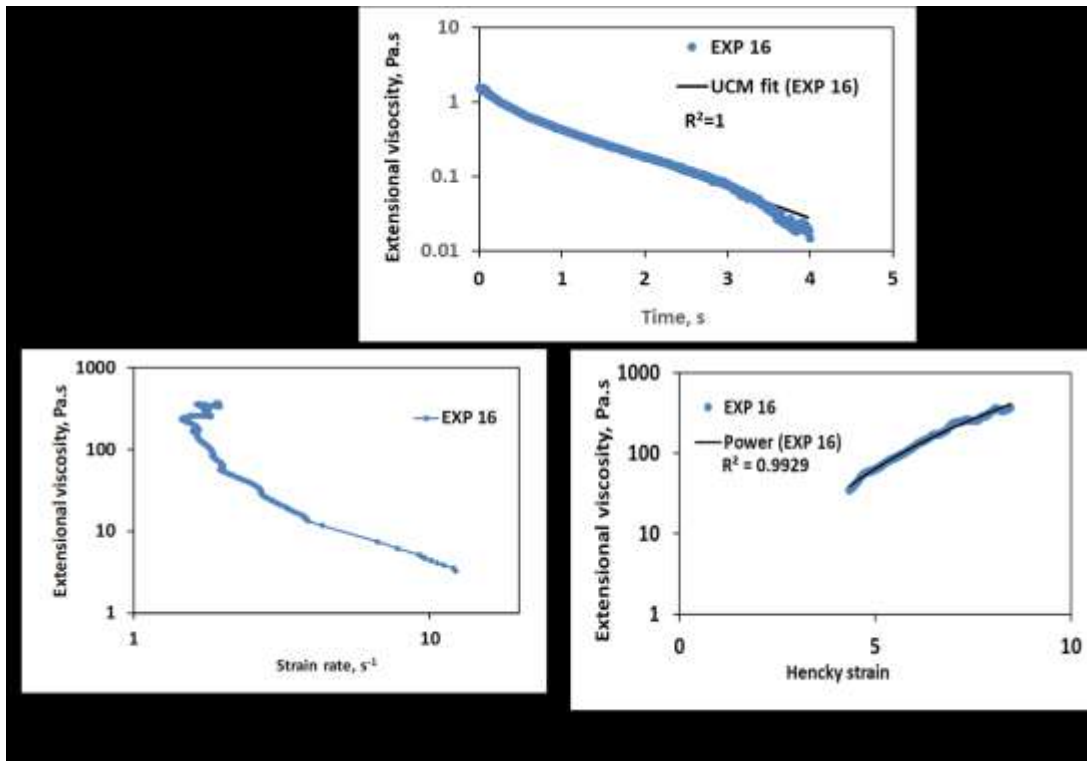 10
1
0.1
0.01
Extensional visocsity, Pa.s
EXP 16
UCM fit (EXP 16)
R²=1
0 1 2 3 4 5
Time, s
1000
100
10
1
Extensional viscosity, Pa.s
EXP 16
1 10
Strain rate, s⁻¹
1000
100
10
1
Extensional viscosity, Pa.s
EXP 16
Power (EXP 16)
R² = 0.9929
0 5 10
Hencky strain